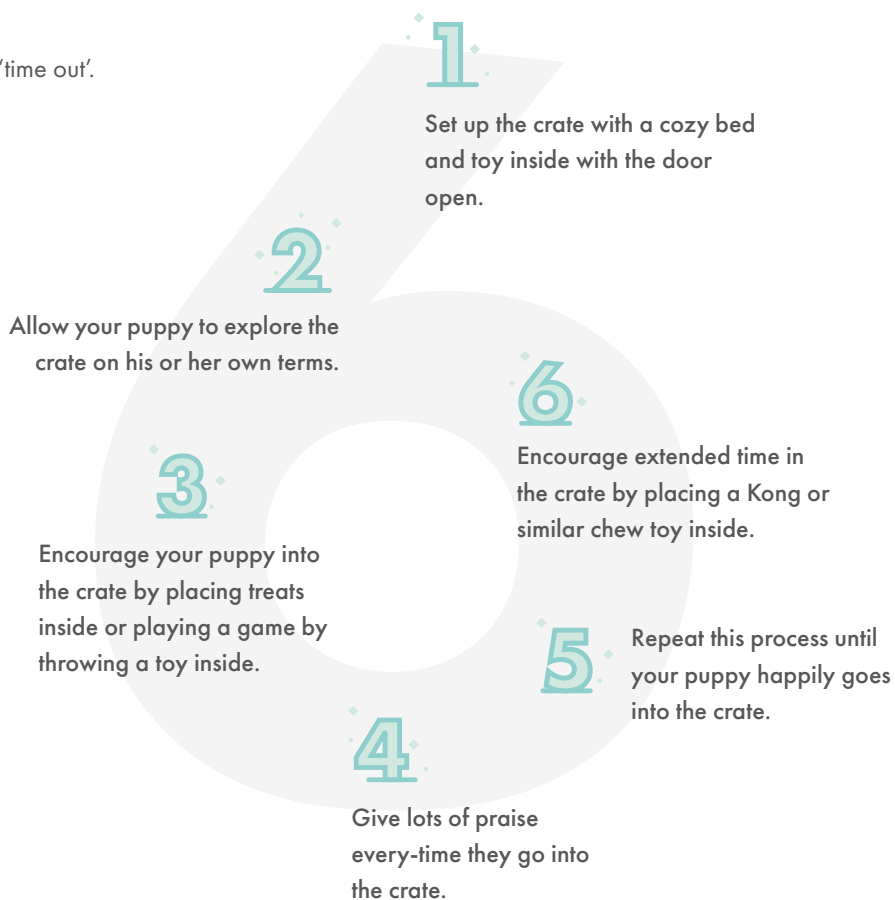 'time out'.
1
Set up the crate with a cozy bed
and toy inside with the door
open.
2
Allow your puppy to explore the
crate on his or her own terms.
3
Encourage your puppy into
the crate by placing treats
inside or playing a game by
throwing a toy inside.
4
Give lots of praise
every-time they go into
the crate.
5
Repeat this process until
your puppy happily goes
into the crate.
6
Encourage extended time in
the crate by placing a Kong or
similar chew toy inside.